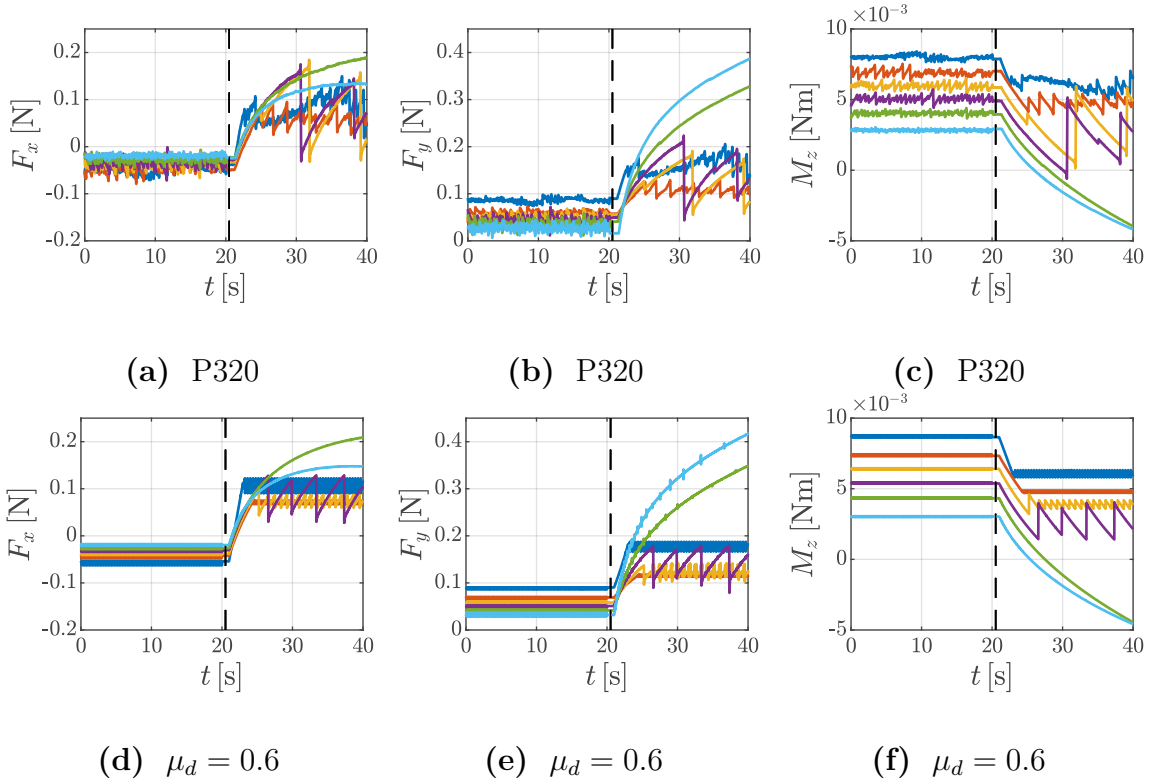 ×10⁻³
0.2
0.1
0
-0.1
-0.2
F_x [N]
0 10 20 30 40
t [s]
0.4
0.3
0.2
0.1
0
F_y [N]
0 10 20 30 40
t [s]
10
5
0
-5
M_z [Nm]
0 10 20 30 40
t [s]
(a) P320
(b) P320
(c) P320
×10⁻³
0.2
0.1
0
-0.1
-0.2
F_x [N]
0 10 20 30 40
t [s]
0.4
0.3
0.2
0.1
0
F_y [N]
0 10 20 30 40
t [s]
10
5
0
-5
M_z [Nm]
0 10 20 30 40
t [s]
(d) μ_d = 0.6
(e) μ_d = 0.6
(f) μ_d = 0.6